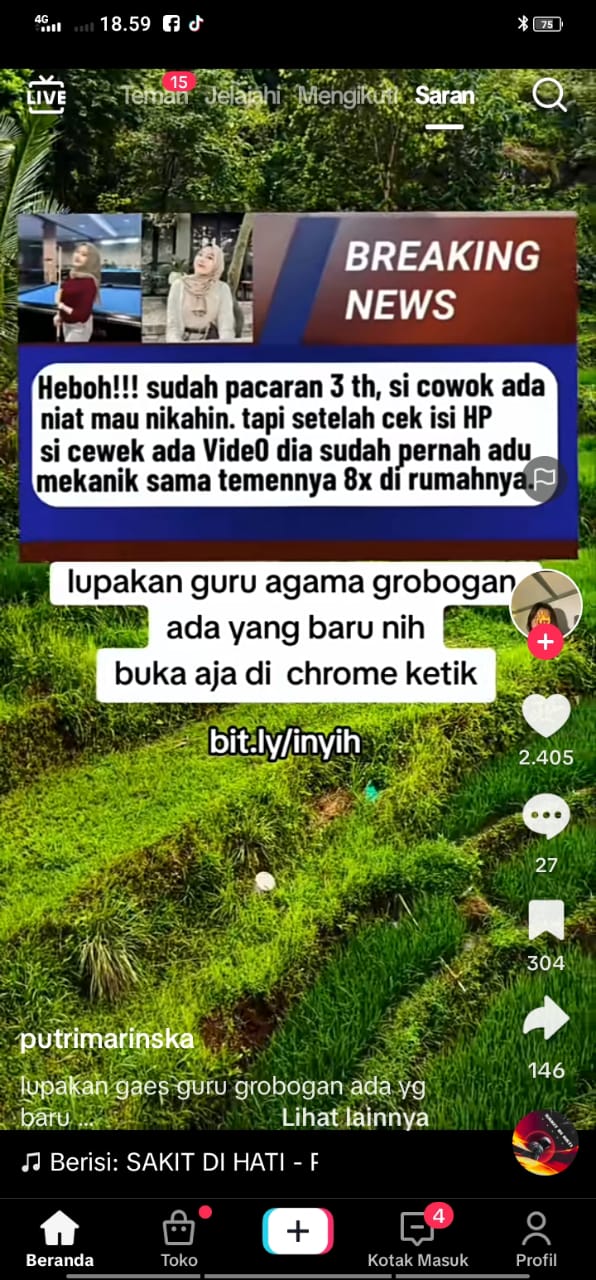 4G 18.59 75
LIVE Teman 15 Jelajahi Mengikuti Saran
BREAKING
NEWS
Heboh!!! sudah pacaran 3 th, si cowok ada
niat mau nikahin. tapi setelah cek isi HP
si cewek ada Vide0 dia sudah pernah adu
mekanik sama temennya 8x di rumahnya.
lupakan guru agama grobogan
ada yang baru nih
buka aja di chrome ketik
bit.ly/inyih
2.405
27
304
146
putrimarinska
lupakan gaes guru grobogan ada yg
baru ... Lihat lainnya
Berisi: SAKIT DI HATI - F
Beranda Toko Kotak Masuk 4 Profil